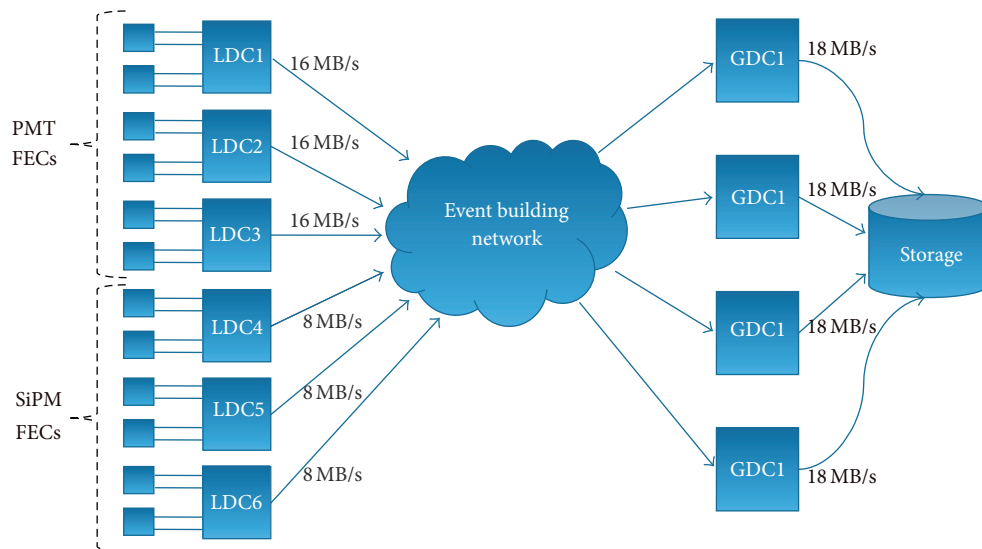 PMT
FECs
SiPM
FECs
LDC1
LDC2
LDC3
LDC4
LDC5
LDC6
16 MB/s
16 MB/s
16 MB/s
8 MB/s
8 MB/s
8 MB/s
Event building
network
GDC1
GDC1
GDC1
GDC1
18 MB/s
18 MB/s
18 MB/s
18 MB/s
Storage